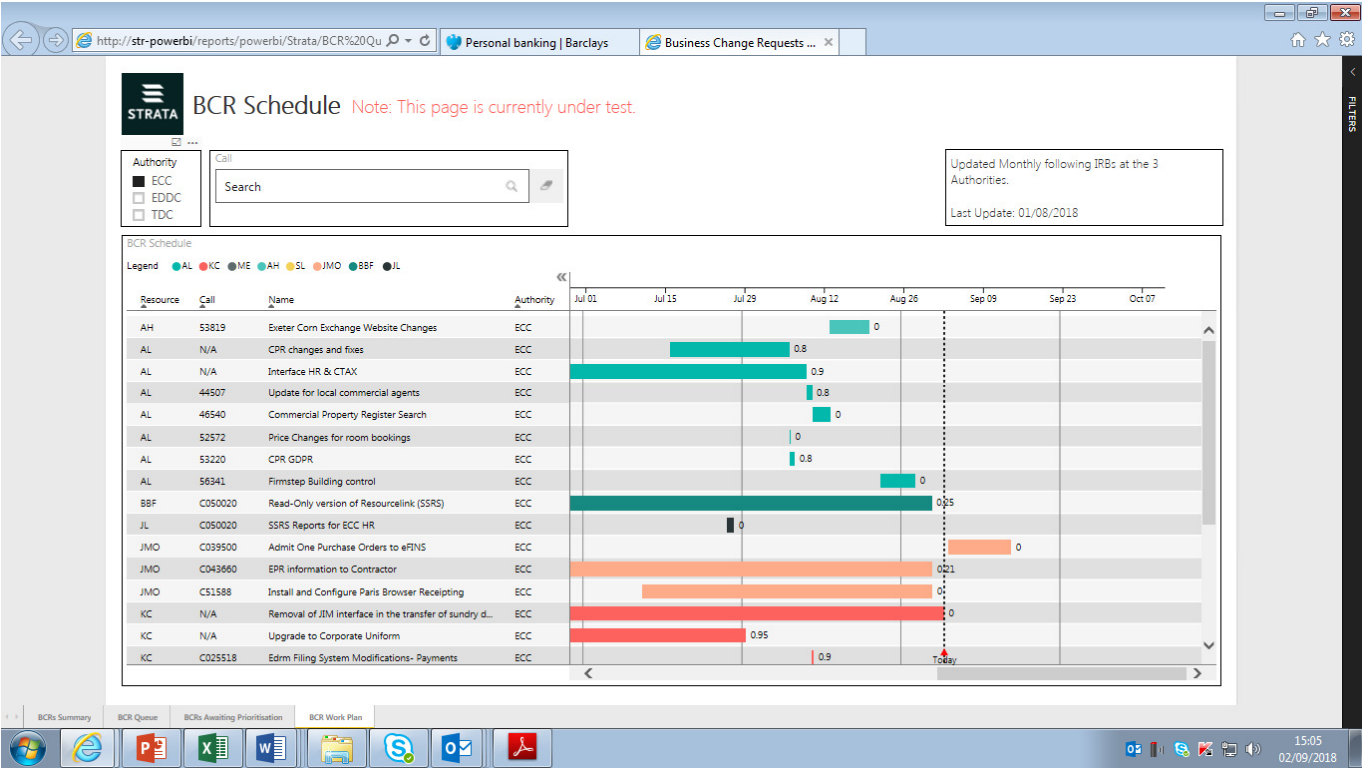 http://str-powerbi/reports/powerbi/Strata/BCR%20Qu
Personal banking | Barclays
Business Change Requests ...
STRATA
BCR Schedule Note: This page is currently under test.
FILTERS
Authority
ECC
EDDC
TDC
Call
Search
Updated Monthly following IRBs at the 3
Authorities.
Last Update: 01/08/2018
BCR Schedule
Legend AL KC ME AH SL JMO BBF JL
Resource Call Name Authority Jul 01 Jul 15 Jul 29 Aug 12 Aug 26 Sep 09 Sep 23 Oct 07
AH 53819 Exeter Corn Exchange Website Changes ECC 0
AL N/A CPR changes and fixes ECC 0.8
AL N/A Interface HR & CTAX ECC 0.9
AL 44507 Update for local commercial agents ECC 0.8
AL 46540 Commercial Property Register Search ECC 0
AL 52572 Price Changes for room bookings ECC 0
AL 53220 CPR GDPR ECC 0.8
AL 56341 Firmstep Building control ECC 0
BBF C050020 Read-Only version of Resourcelink (SSRS) ECC 0.25
JL C050020 SSRS Reports for ECC HR ECC 0
JMO C039500 Admit One Purchase Orders to eFINS ECC 0
JMO C043660 EPR information to Contractor ECC 0.21
JMO C51588 Install and Configure Paris Browser Receipting ECC 0
KC N/A Removal of JIM interface in the transfer of sundry d... ECC 0
KC N/A Upgrade to Corporate Uniform ECC 0.95
KC C025518 Edrm Filing System Modifications- Payments ECC 0.9
Today
BCRs Summary BCR Queue BCRs Awaiting Prioritisation BCR Work Plan
15:05
02/09/2018